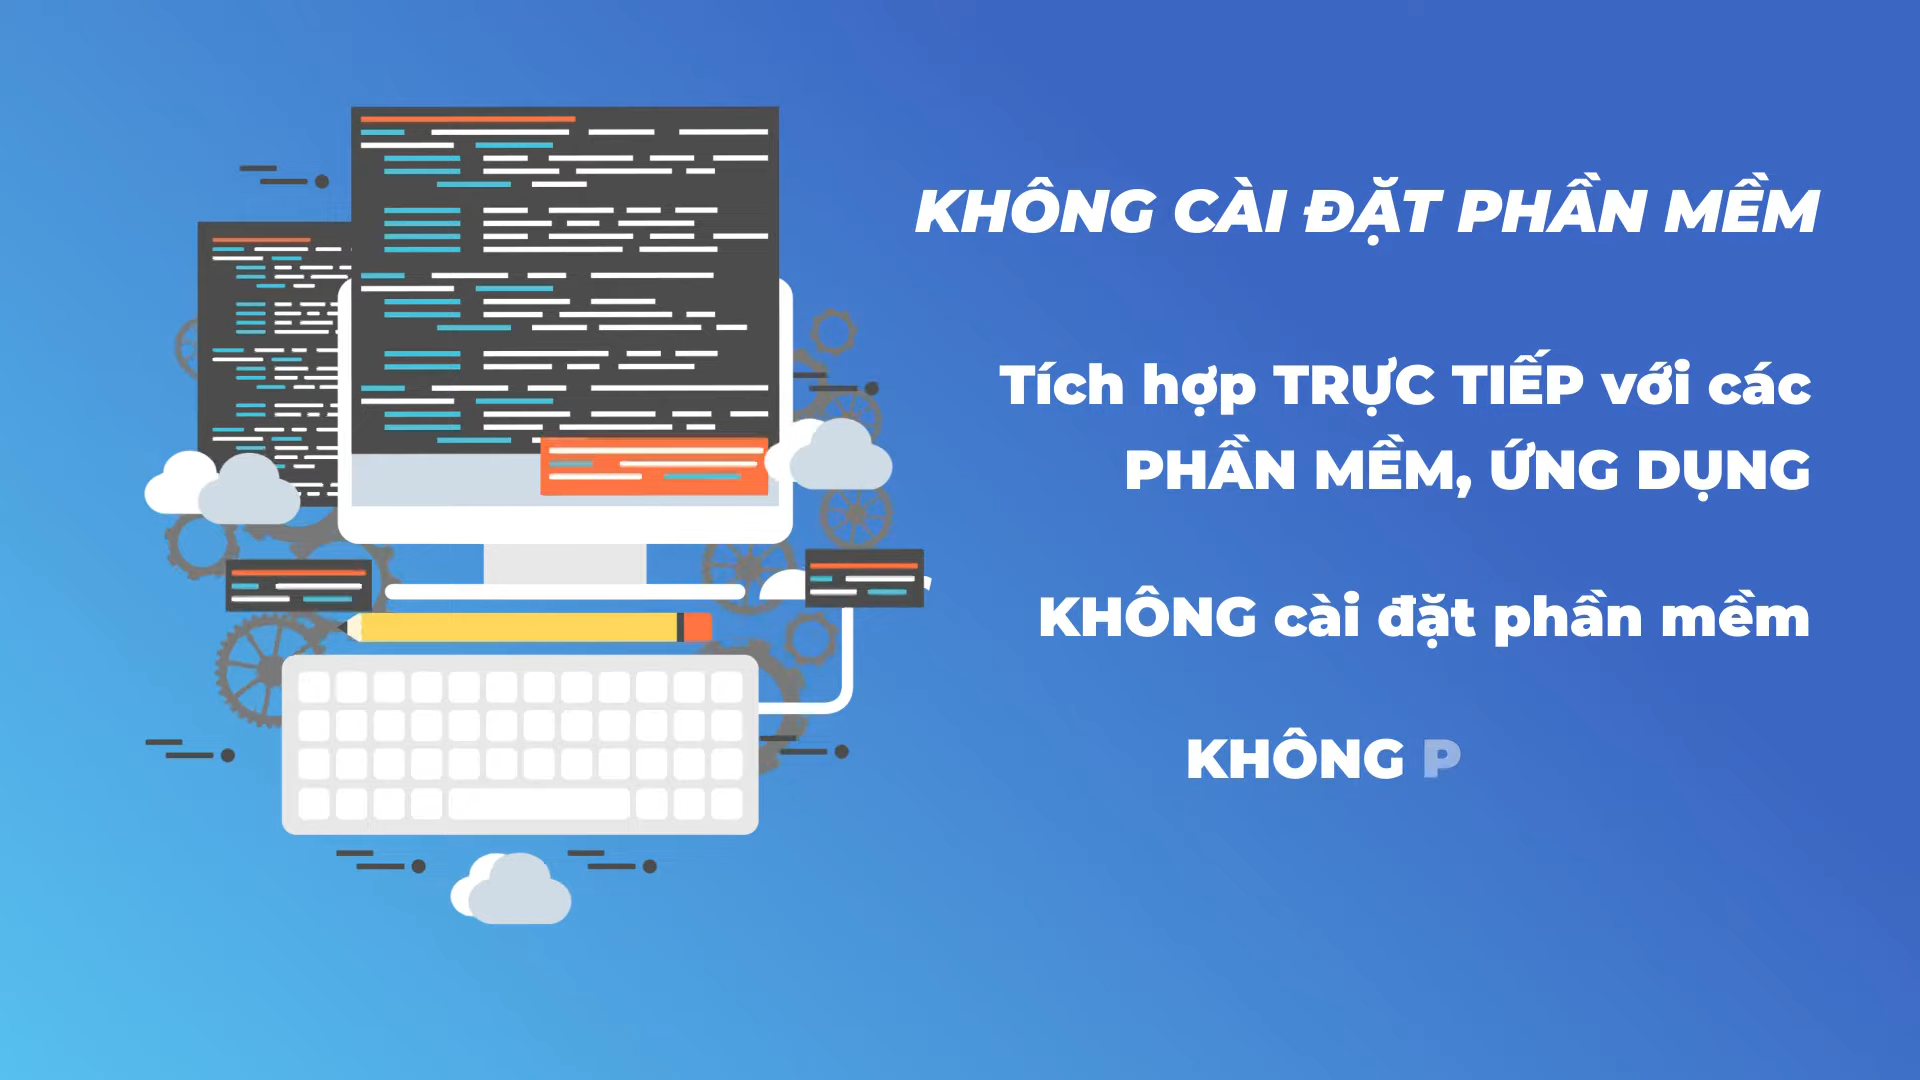 KHÔNG CÀI ĐẶT PHẦN MỀM
Tích hợp TRỰC TIẾP với các
PHẦN MỀM, ỨNG DỤNG
KHÔNG cài đặt phần mềm
KHÔNG P